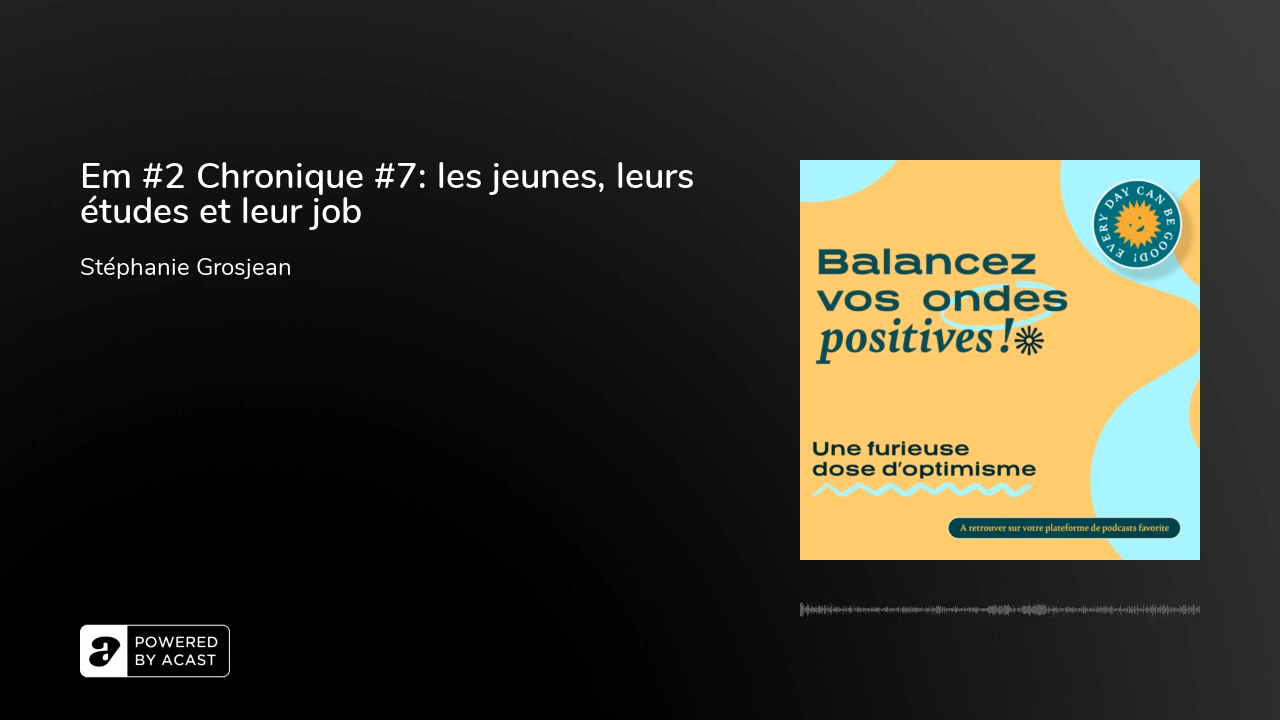 Em #2 Chronique #7: les jeunes, leurs
études et leur job
Stéphanie Grosjean
EVERY DAY CAN BE GOOD!
Balancez
vos ondes
positives!
Une furieuse
dose d'optimisme
A retrouver sur votre plateforme de podcasts favorite
a POWERED
BY ACAST